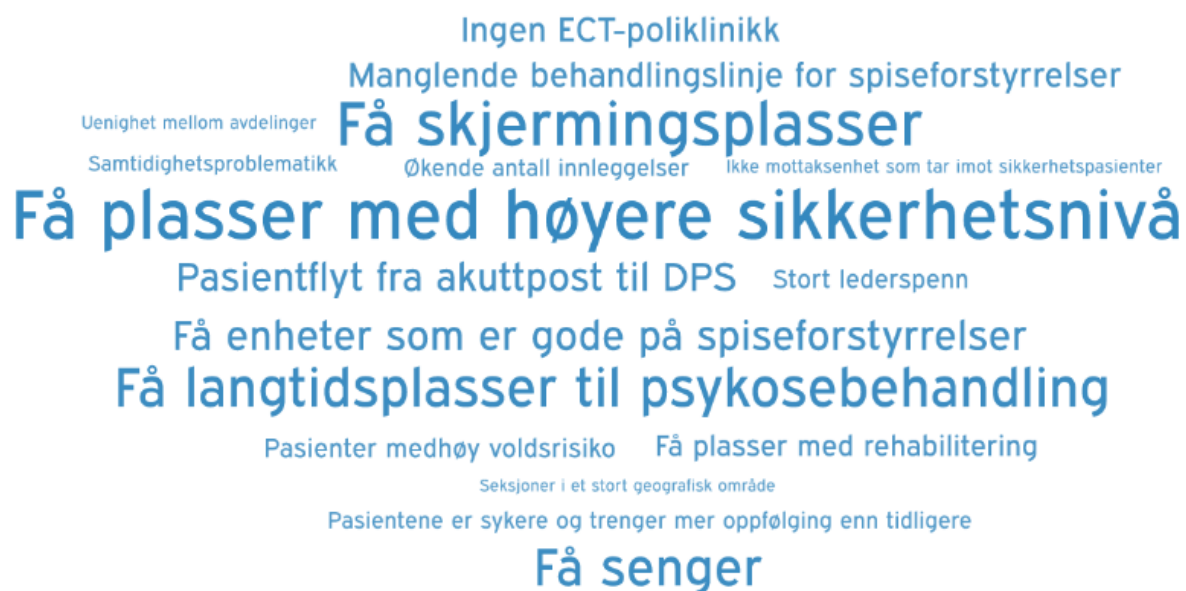 Ingen ECT-poliklinikk
Manglende behandlingslinje for spiseforstyrrelser
Uenighet mellom avdelinger
Få skjermingsplasser
Samtidighetsproblematikk
Økende antall innleggelser
Ikke mottaksenhet som tar imot sikkerhetspasienter
Få plasser med høyere sikkerhetsnivå
Pasientflyt fra akuttpost til DPS
Stort lederspenn
Få enheter som er gode på spiseforstyrrelser
Få langtidsplasser til psykosebehandling
Pasienter medhøy voldsrisiko
Få plasser med rehabilitering
Seksjoner i et stort geografisk område
Pasientene er sykere og trenger mer oppfølging enn tidligere
Få senger